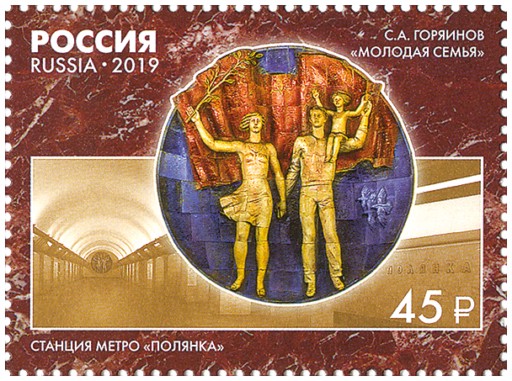 РОССИЯ
RUSSIA • 2019
С.А. ГОРЯИНОВ
«МОЛОДАЯ СЕМЬЯ»
ПОЛЯНКА
45 ₽
СТАНЦИЯ МЕТРО «ПОЛЯНКА»